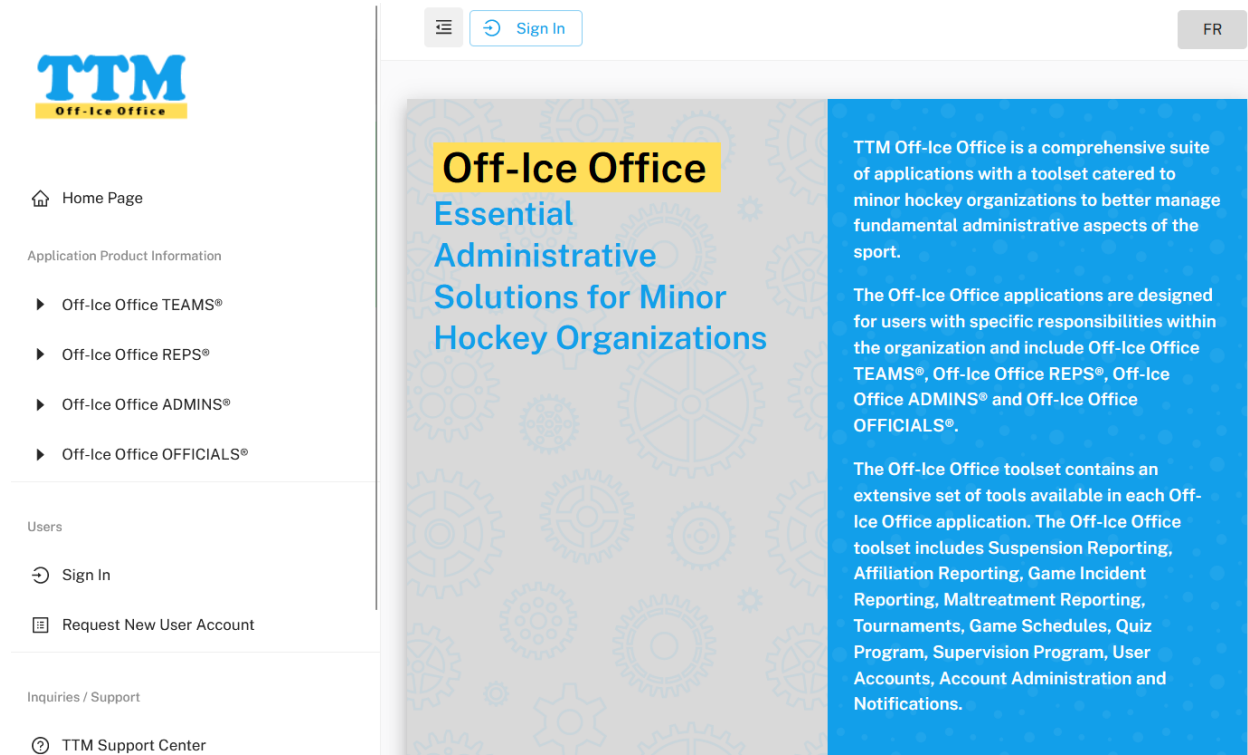 TTM
Off-Ice Office
Home Page
Application Product Information
Off-Ice Office TEAMS®
Off-Ice Office REPS®
Off-Ice Office ADMINS®
Off-Ice Office OFFICIALS®
Users
Sign In
Request New User Account
Inquiries / Support
TTM Support Center
Sign In
FR
Off-Ice Office
Essential
Administrative
Solutions for Minor
Hockey Organizations
TTM Off-Ice Office is a comprehensive suite
of applications with a toolset catered to
minor hockey organizations to better manage
fundamental administrative aspects of the
sport.
The Off-Ice Office applications are designed
for users with specific responsibilities within
the organization and include Off-Ice Office
TEAMS®, Off-Ice Office REPS®, Off-Ice
Office ADMINS® and Off-Ice Office
OFFICIALS®.
The Off-Ice Office toolset contains an
extensive set of tools available in each Off-
Ice Office application. The Off-Ice Office
toolset includes Suspension Reporting,
Affiliation Reporting, Game Incident
Reporting, Maltreatment Reporting,
Tournaments, Game Schedules, Quiz
Program, Supervision Program, User
Accounts, Account Administration and
Notifications.